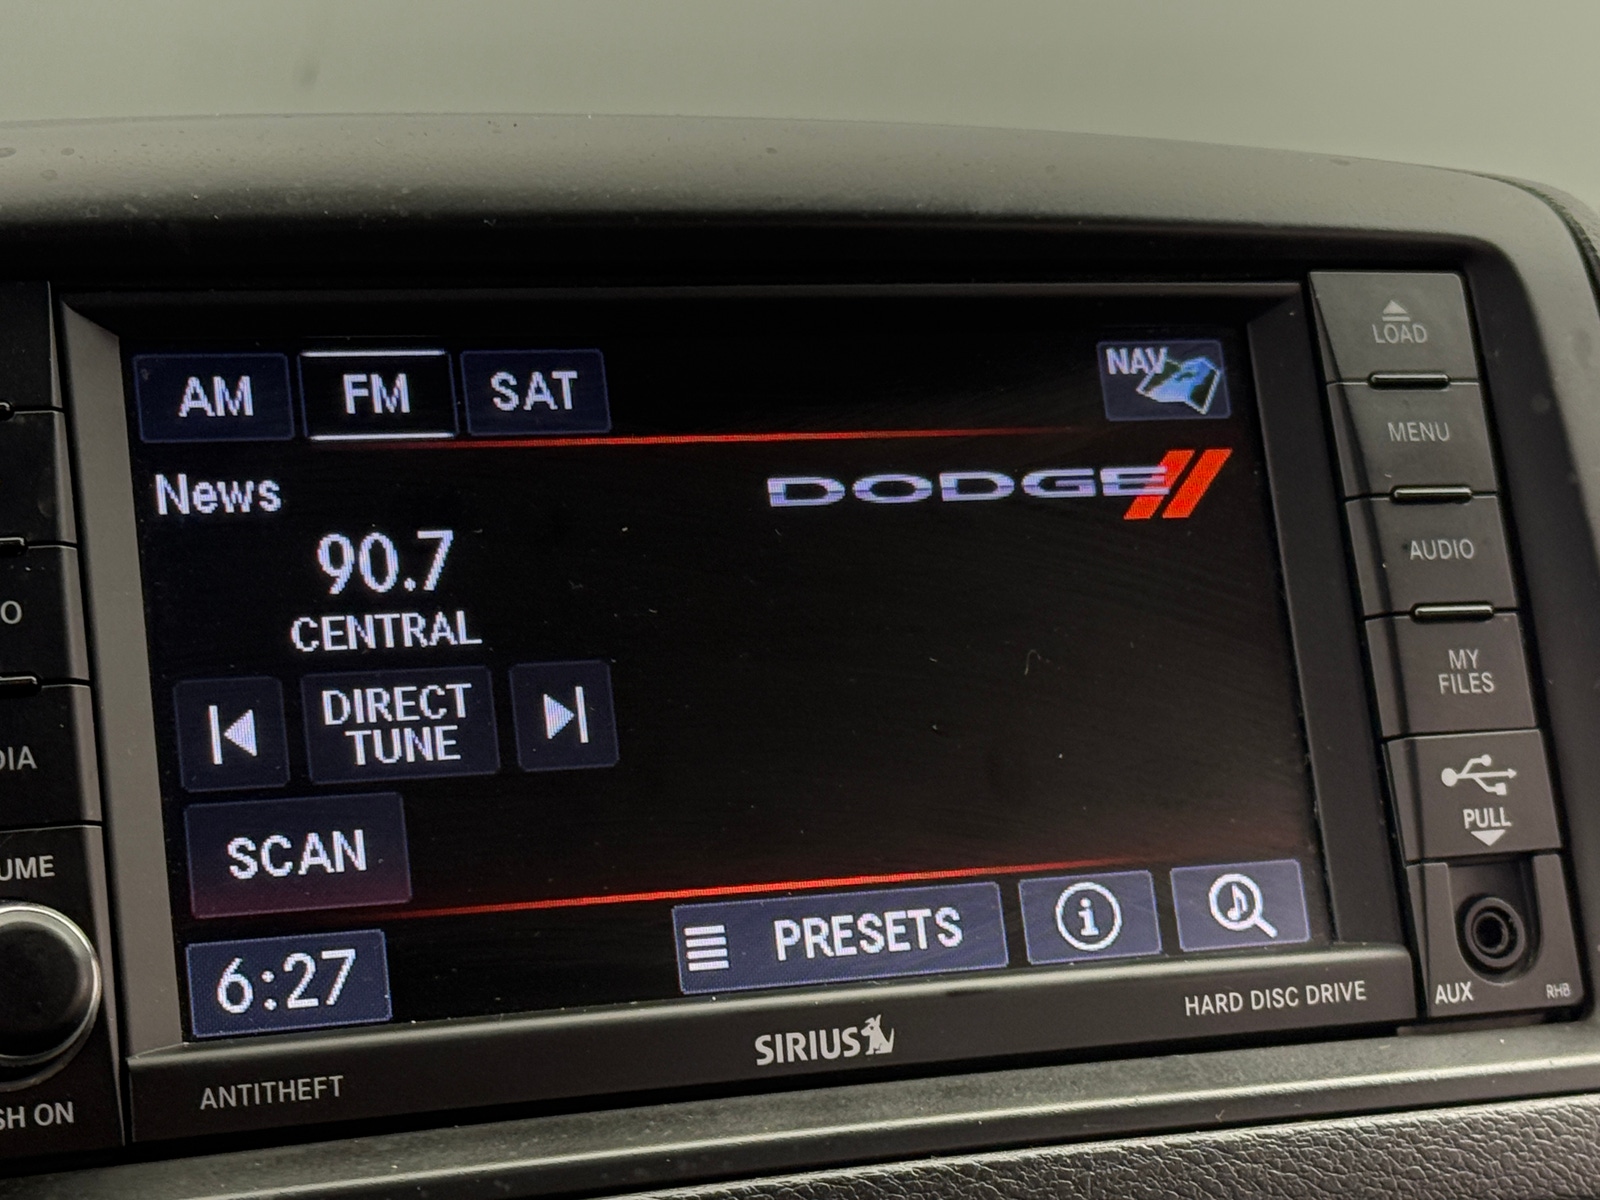 AM
FM
SAT
NAV
News
DODGE
90.7
CENTRAL
DIRECT
TUNE
SCAN
6:27
PRESETS
i
LOAD
MENU
AUDIO
MY
FILES
PULL
AUX
RHB
O
DIA
UME
SH ON
ANTITHEFT
SIRIUS
HARD DISC DRIVE